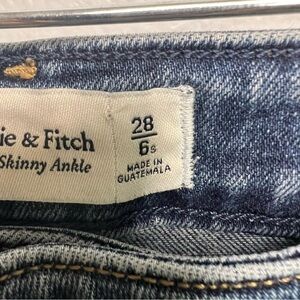 ie & Fitch
Skinny Ankle
28
6s
MADE IN
GUATEMALA